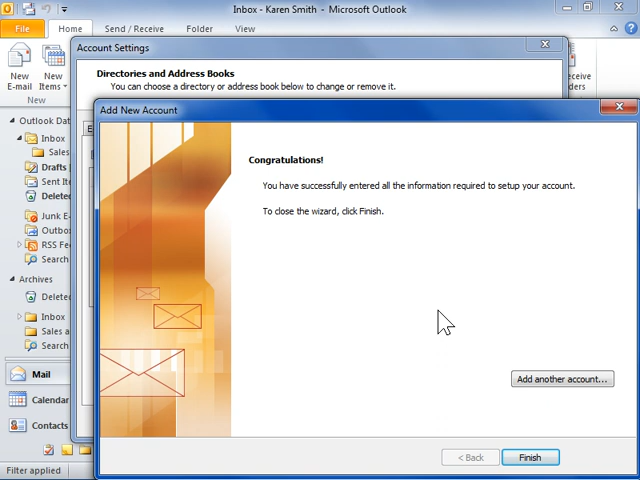 Inbox - Karen Smith - Microsoft Outlook
File Home Send / Receive Folder View
Account Settings
Directories and Address Books
You can choose a directory or address book below to change or remove it.
New
E-mail
New
Items
New
Add New Account
Congratulations!
You have successfully entered all the information required to setup your account.
To close the wizard, click Finish.
Add another account...
< Back Finish
Outlook Dat
Inbox
Sales
Drafts
Sent Ite
Deleted
Junk E-
Outbox
RSS Fee
Search
Archives
Deleted
Inbox
Sales a
Search
Mail
Calendar
Contacts
Filter applied